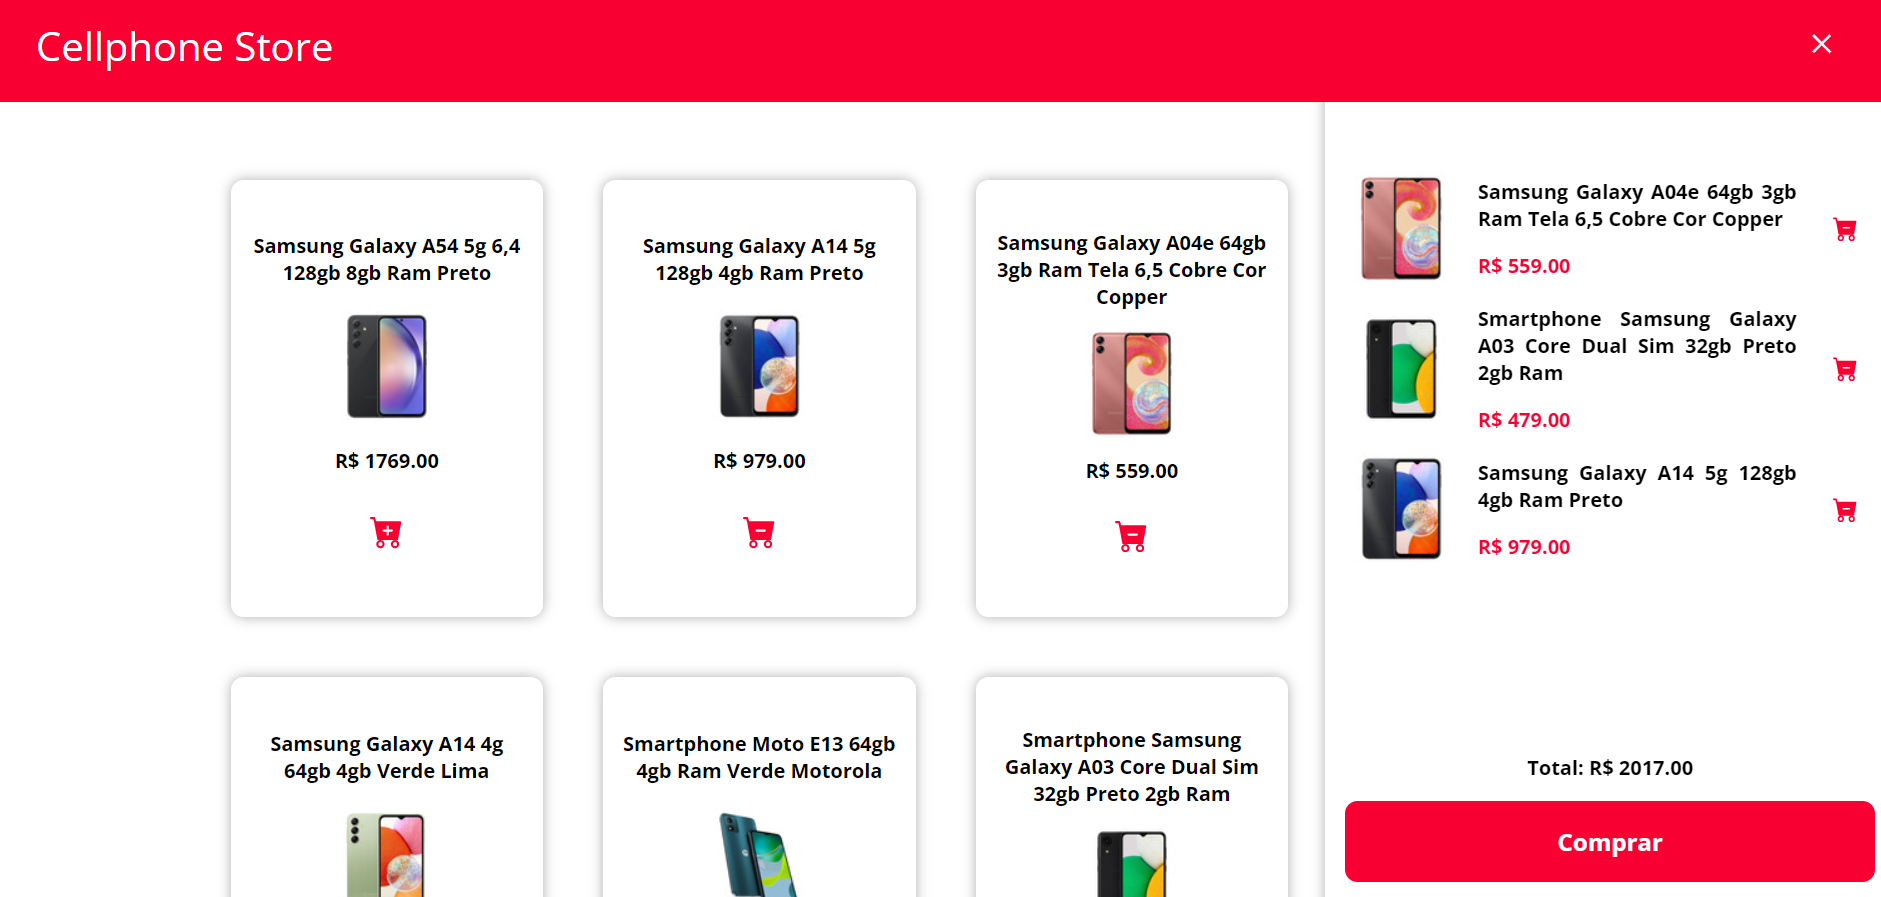 Cellphone Store
Samsung Galaxy A54 5g 6,4
128gb 8gb Ram Preto
R$ 1769.00
Samsung Galaxy A14 5g
128gb 4gb Ram Preto
R$ 979.00
Samsung Galaxy A04e 64gb
3gb Ram Tela 6,5 Cobre Cor
Copper
R$ 559.00
Samsung Galaxy A14 4g
64gb 4gb Verde Lima
Smartphone Moto E13 64gb
4gb Ram Verde Motorola
Smartphone Samsung
Galaxy A03 Core Dual Sim
32gb Preto 2gb Ram
Samsung Galaxy A04e 64gb 3gb
Ram Tela 6,5 Cobre Cor Copper
R$ 559.00
Smartphone Samsung Galaxy
A03 Core Dual Sim 32gb Preto
2gb Ram
R$ 479.00
Samsung Galaxy A14 5g 128gb
4gb Ram Preto
R$ 979.00
Total: R$ 2017.00
Comprar